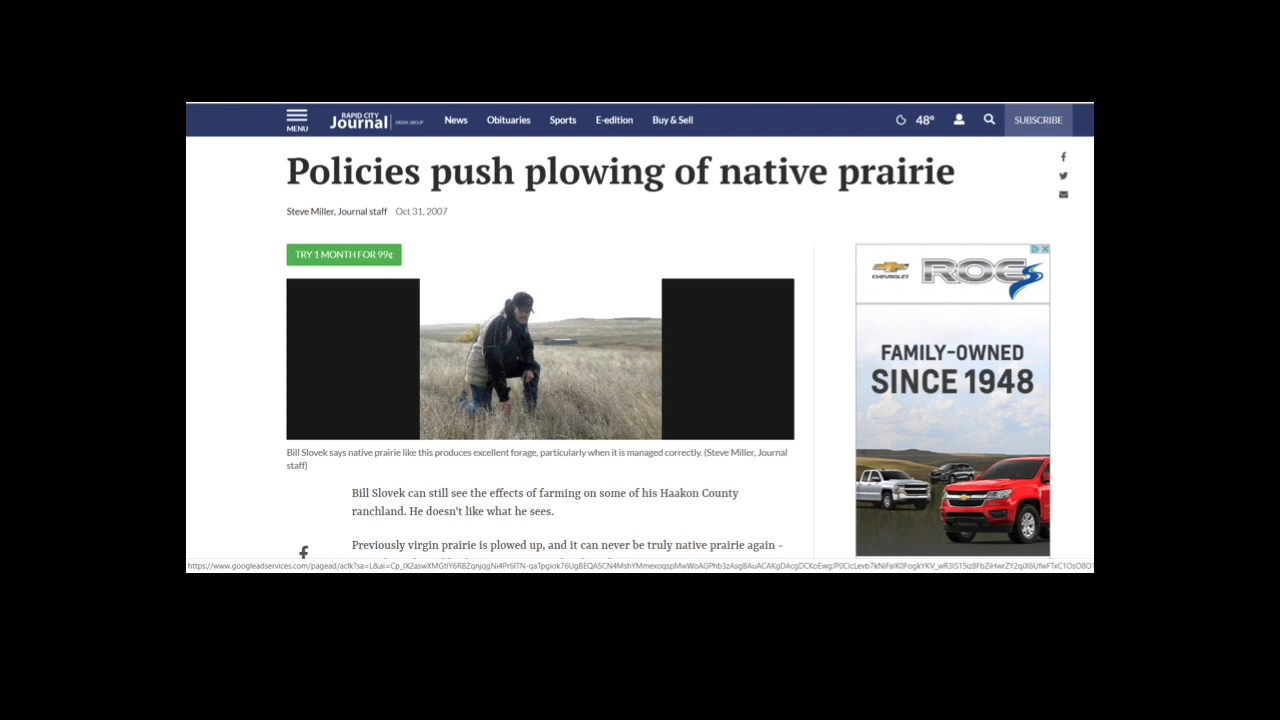 MENU
RAPID CITY
Journal
MEDIA GROUP
News
Obituaries
Sports
E-edition
Buy & Sell
48°
SUBSCRIBE
Policies push plowing of native prairie
Steve Miller, Journal staff Oct 31, 2007
TRY 1 MONTH FOR 99¢
Bill Slovek says native prairie like this produces excellent forage, particularly when it is managed correctly. (Steve Miller, Journal
staff)
Bill Slovek can still see the effects of farming on some of his Haakon County
ranchland. He doesn't like what he sees.
Previously virgin prairie is plowed up, and it can never be truly native prairie again -
CHEVROLET
ROE's
FAMILY-OWNED
SINCE 1948